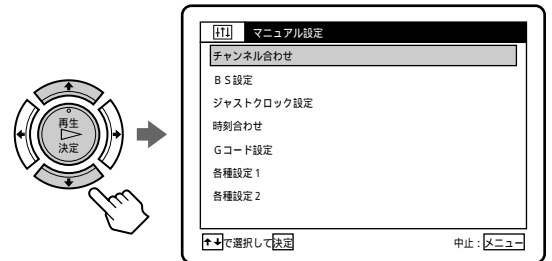 マニュアル設定
チャンネル合わせ
BS設定
ジャストクロック設定
時刻合わせ
Gコード設定
各種設定1
各種設定2
で選択して決定
中止:メニュー
再生
決定